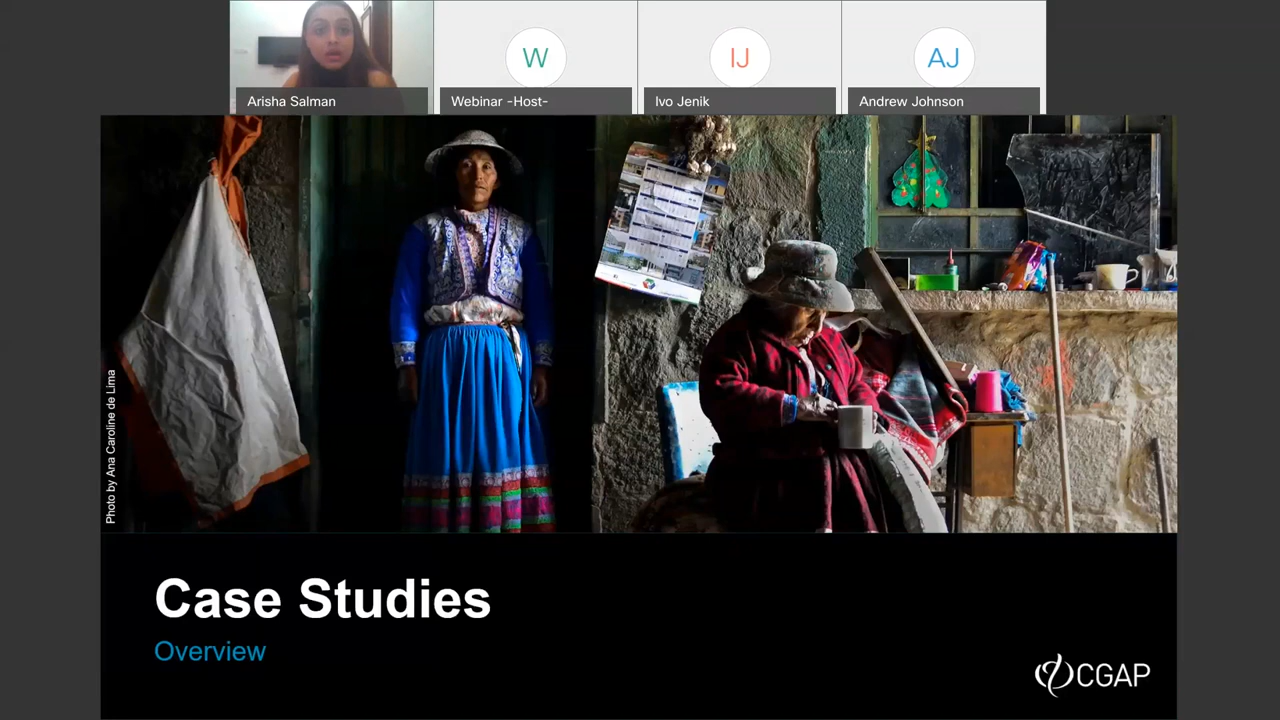 W
IJ
AJ
Arisha Salman
Webinar -Host-
Ivo Jenik
Andrew Johnson
Photo by Ana Caroline de Lima
Case Studies
Overview
CGAP